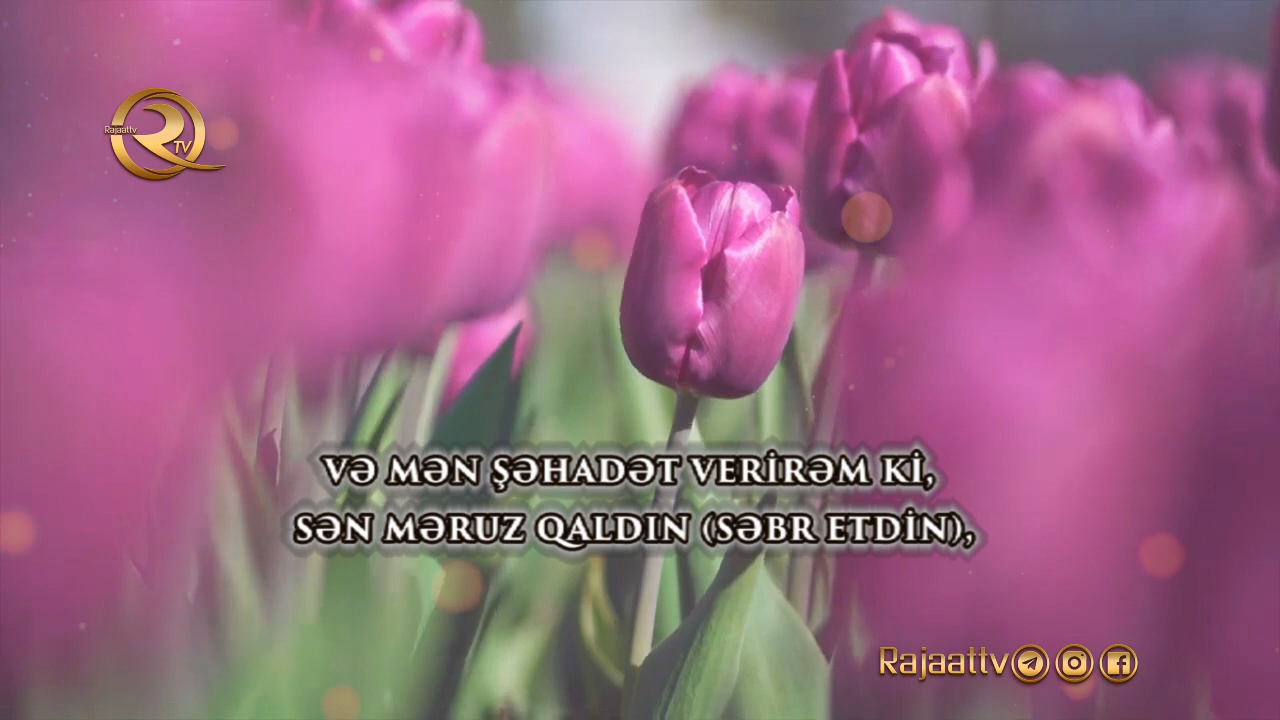 Rajaattv
TV
VƏ MƏN ŞƏHADƏT VERİRƏM Kİ,
SƏN MƏRUZ QALDIN (SƏBR ETDİN),
Rajaattv